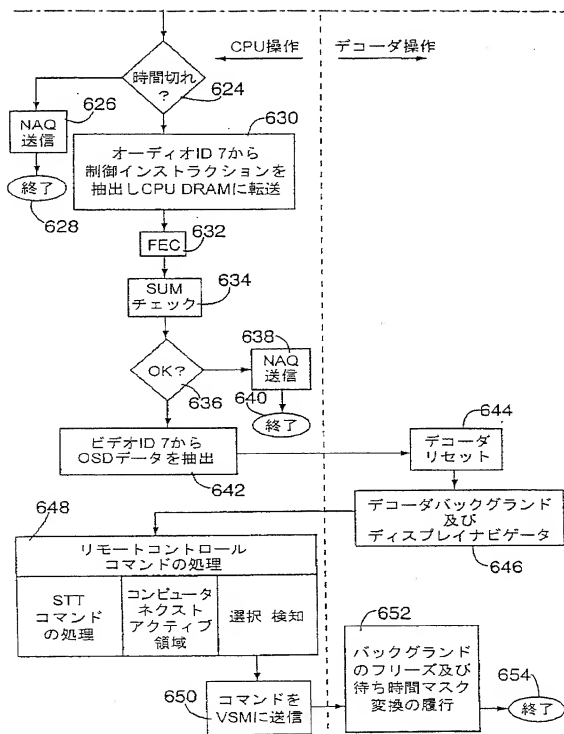 CPU操作
デコーダ操作
時間切れ
?
624
626
NAQ
送信
終了
628
630
オーディオID 7から
制御インストラクションを
抽出しCPU DRAMに転送
632
FEC
634
SUM
チェック
OK?
636
638
NAQ
送信
640
終了
ビデオID 7から
OSDデータを抽出
642
644
デコーダ
リセット
デコーダバックグランド
及び
ディスプレイナビゲータ
646
648
リモートコントロール
コマンドの処理
STT
コマンド
の処理
コンピュータ
ネクスト
アクティブ
領域
選択 検知
650
コマンドを
VSMに送信
652
バックグランド
のフリーズ及び
待ち時間マスク
変換の履行
654
終了